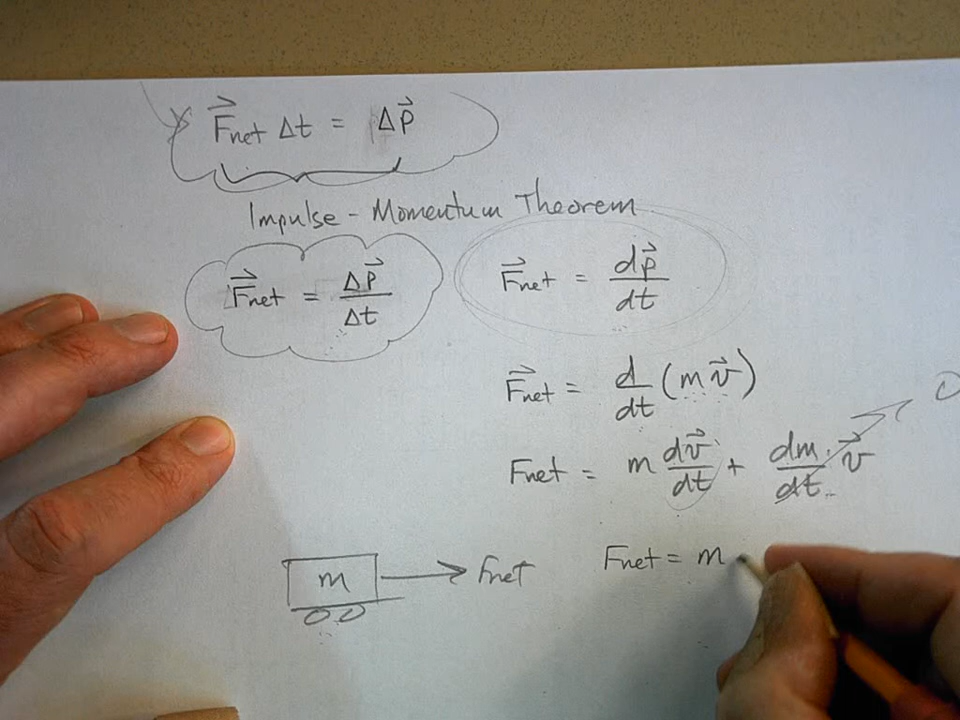 F⃗net Δt = Δp⃗
Impulse - Momentum Theorem
F⃗net = Δp⃗/Δt
F⃗net = dp⃗/dt
F⃗net = d/dt (mv⃗)
Fnet = m dv⃗/dt + dm/dt · v⃗ → 0
m → Fnet
Fnet = m